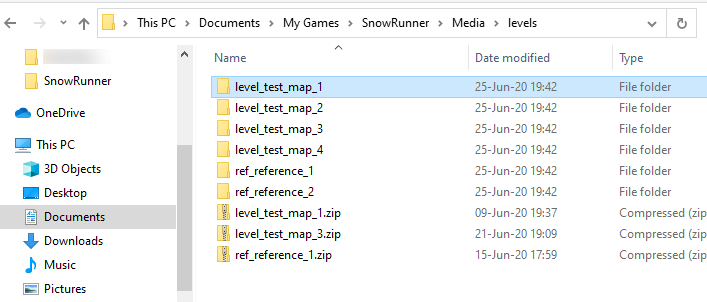 This PC > Documents > My Games > SnowRunner > Media > levels
Name Date modified Type
SnowRunner
OneDrive
This PC
3D Objects
Desktop
Documents
Downloads
Music
Pictures
level_test_map_1 25-Jun-20 19:42 File folder
level_test_map_2 25-Jun-20 19:42 File folder
level_test_map_3 25-Jun-20 19:42 File folder
level_test_map_4 25-Jun-20 19:42 File folder
ref_reference_1 25-Jun-20 19:42 File folder
ref_reference_2 25-Jun-20 19:42 File folder
level_test_map_1.zip 09-Jun-20 19:37 Compressed (zip
level_test_map_3.zip 21-Jun-20 19:09 Compressed (zip
ref_reference_1.zip 15-Jun-20 17:59 Compressed (zip